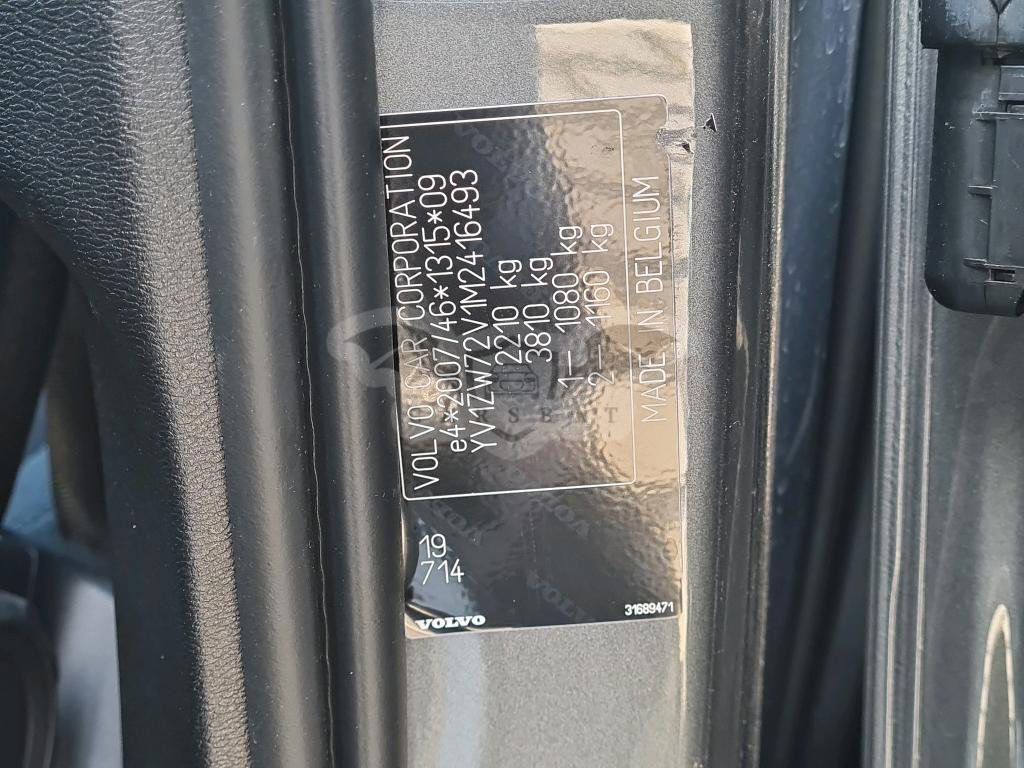 VOLVO CAR CORPORATION
e4*2007/46*1315*09
YV1ZW72V1M2416493
2210 kg
3810 kg
1– 1080 kg
2– 1160 kg
MADE IN BELGIUM
19
714
VOLVO
31689471